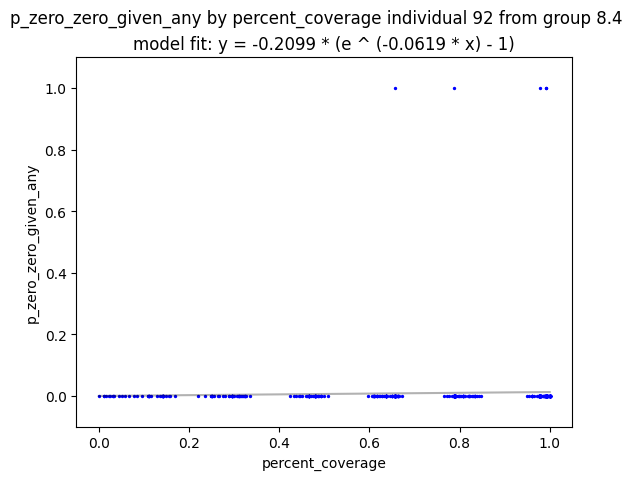 p_zero_zero_given_any by percent_coverage individual 92 from group 8.4
model fit: y = -0.2099 * (e ^ (-0.0619 * x) - 1)
1.0
0.8
0.6
0.4
0.2
0.0
p_zero_zero_given_any
0.0 0.2 0.4 0.6 0.8 1.0
percent_coverage